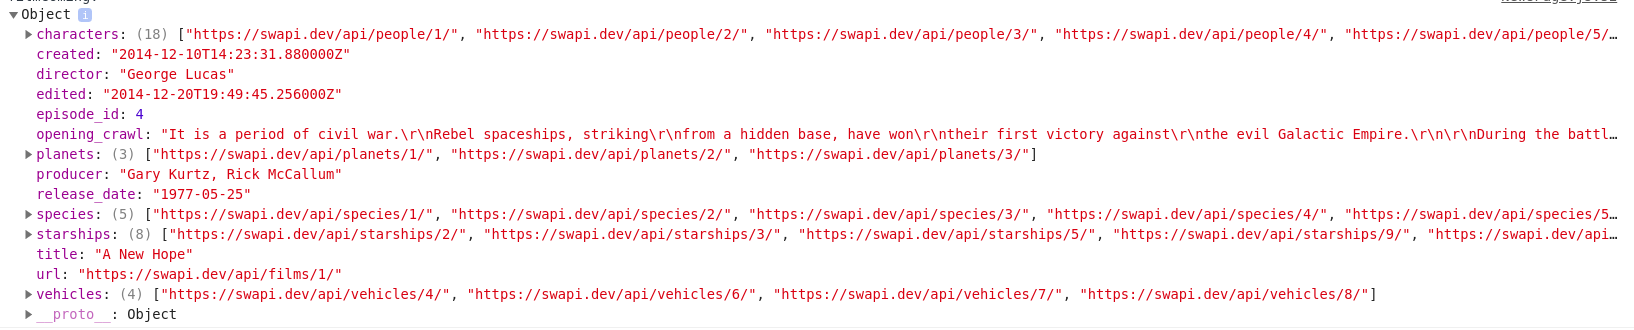 Object i
characters: (18) ["https://swapi.dev/api/people/1/", "https://swapi.dev/api/people/2/", "https://swapi.dev/api/people/3/", "https://swapi.dev/api/people/4/", "https://swapi.dev/api/people/5/…
created: "2014-12-10T14:23:31.880000Z"
director: "George Lucas"
edited: "2014-12-20T19:49:45.256000Z"
episode_id: 4
opening_crawl: "It is a period of civil war.\r\nRebel spaceships, striking\r\nfrom a hidden base, have won\r\ntheir first victory against\r\nthe evil Galactic Empire.\r\n\r\nDuring the battl…
planets: (3) ["https://swapi.dev/api/planets/1/", "https://swapi.dev/api/planets/2/", "https://swapi.dev/api/planets/3/"]
producer: "Gary Kurtz, Rick McCallum"
release_date: "1977-05-25"
species: (5) ["https://swapi.dev/api/species/1/", "https://swapi.dev/api/species/2/", "https://swapi.dev/api/species/3/", "https://swapi.dev/api/species/4/", "https://swapi.dev/api/species/5…
starships: (8) ["https://swapi.dev/api/starships/2/", "https://swapi.dev/api/starships/3/", "https://swapi.dev/api/starships/5/", "https://swapi.dev/api/starships/9/", "https://swapi.dev/api…
title: "A New Hope"
url: "https://swapi.dev/api/films/1/"
vehicles: (4) ["https://swapi.dev/api/vehicles/4/", "https://swapi.dev/api/vehicles/6/", "https://swapi.dev/api/vehicles/7/", "https://swapi.dev/api/vehicles/8/"]
__proto__: Object